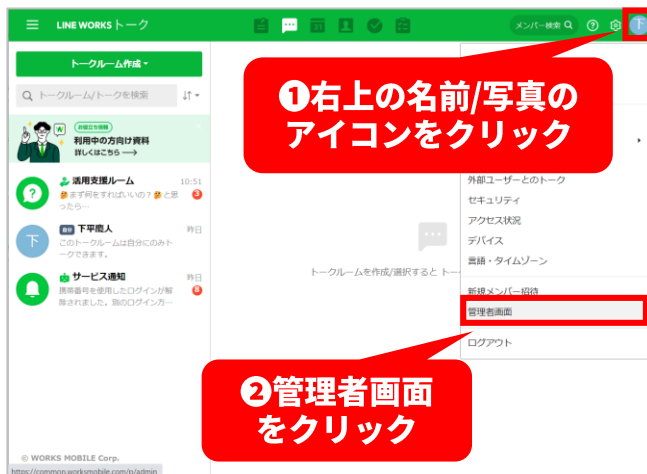 LINE WORKS トーク
31
メンバー検索
?
下
トークルーム作成
トークルーム/トークを検索
お役立ち情報
利用中の方向け資料
詳しくはこちら →
活用支援ルーム 10:51
まず何をすればいいの?と思ったら… 3
下
自分 下平鹿人 昨日
このトークルームは自分にのみトークできます。
サービス通知 昨日
携帯番号を使用したログインが解除されました。別のログイン方…
トークルームを作成/選択すると トー
❶右上の名前/写真の
アイコンをクリック
外部ユーザーとのトーク
セキュリティ
アクセス状況
デバイス
言語・タイムゾーン
新規メンバー招待
管理者画面
ログアウト
❷管理者画面
をクリック
© WORKS MOBILE Corp.
https://common.worksmobile.com/p/admin